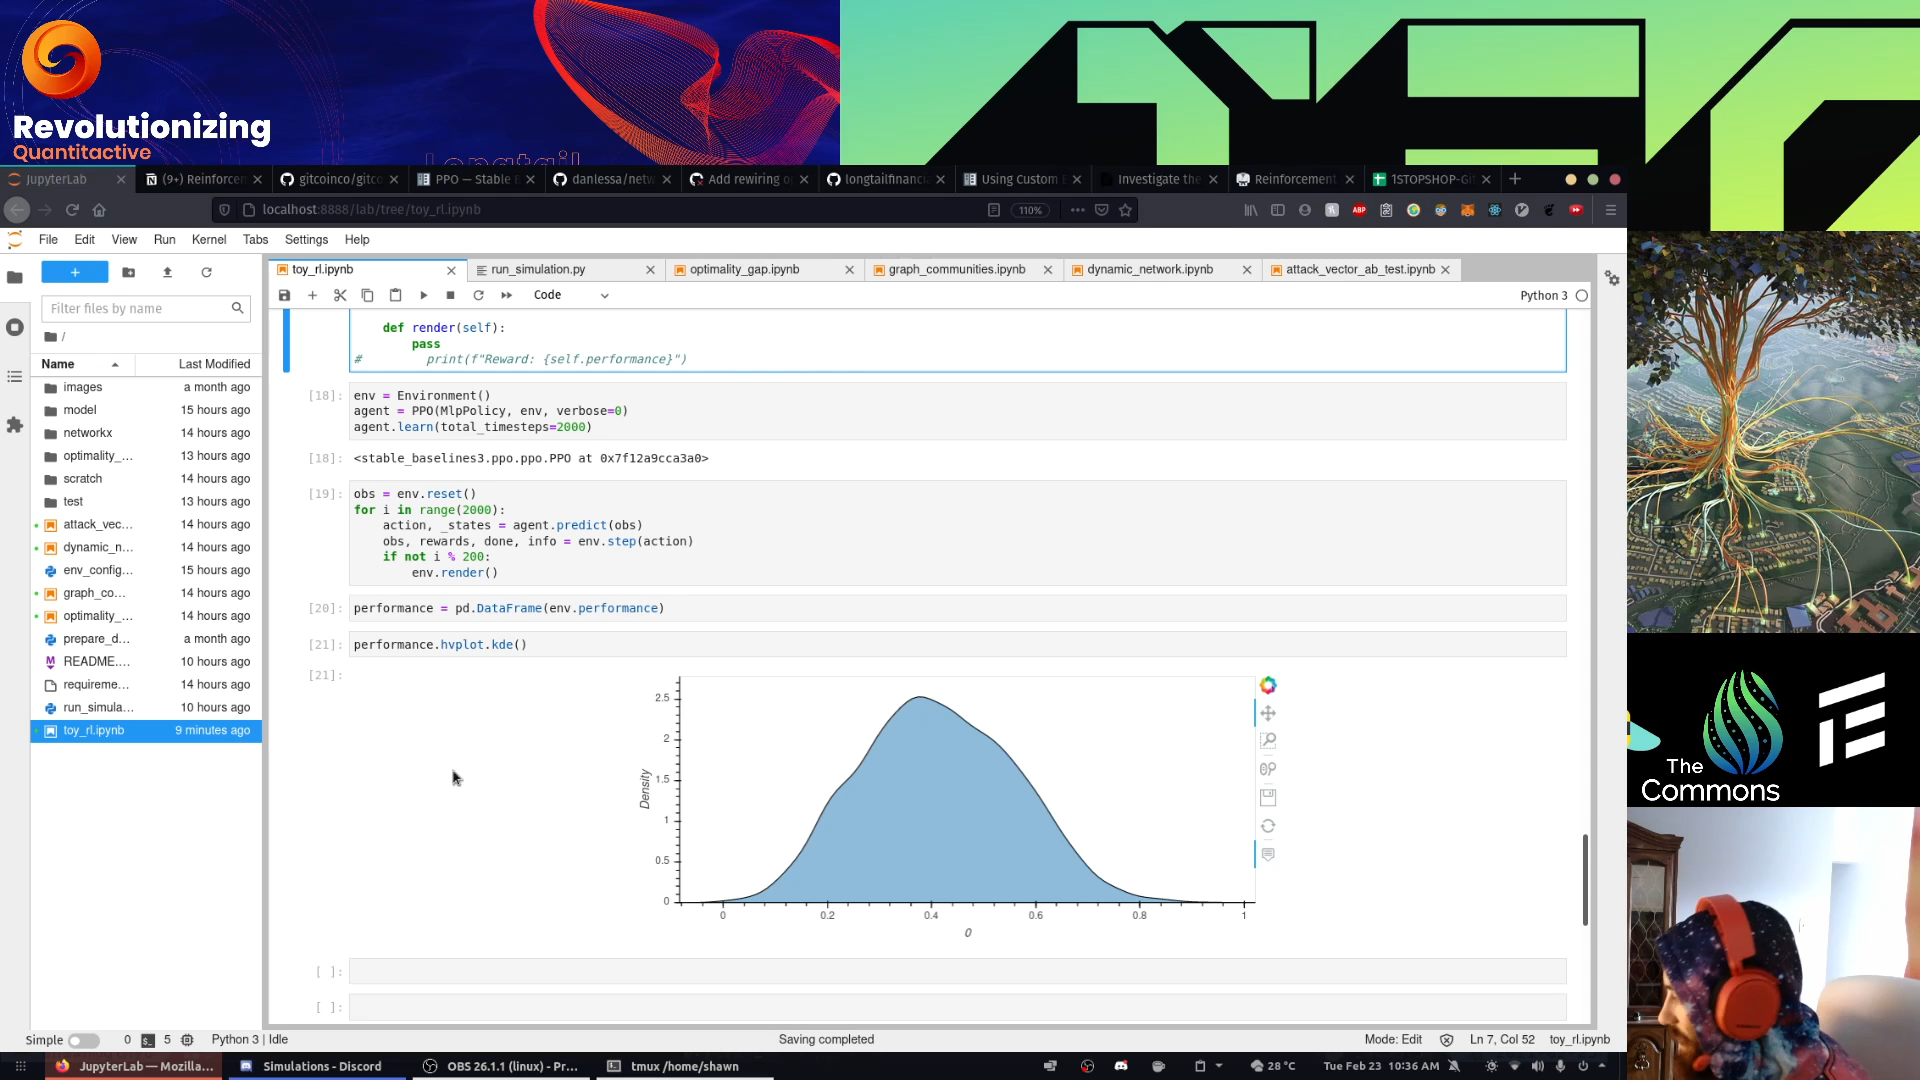 Revolutionizing
Quantitactive
Longtail
JupyterLab
(9+) Reinforcen
gitcoinco/gitco
PPO — Stable B
danlessa/netw
Add rewiring o
longtailfinanci
Using Custom E
Investigate the
Reinforcement
1STOPSHOP-Git
localhost:8888/lab/tree/toy_rl.ipynb
110%
ABP
File Edit View Run Kernel Tabs Settings Help
toy_rl.ipynb
run_simulation.py
optimality_gap.ipynb
graph_communities.ipynb
dynamic_network.ipynb
attack_vector_ab_test.ipynb
Filter files by name
Code
Python 3
/
Name Last Modified
images a month ago
model 15 hours ago
networkx 14 hours ago
optimality_... 13 hours ago
scratch 14 hours ago
test 13 hours ago
attack_vec... 14 hours ago
dynamic_n... 14 hours ago
env_config... 15 hours ago
graph_co... 14 hours ago
optimality_... 14 hours ago
prepare_d... a month ago
README.... 10 hours ago
requireme... 14 hours ago
run_simula... 10 hours ago
toy_rl.ipynb 9 minutes ago
def render(self):
pass
# print(f"Reward: {self.performance}")
[18]: env = Environment()
agent = PPO(MlpPolicy, env, verbose=0)
agent.learn(total_timesteps=2000)
[18]: <stable_baselines3.ppo.ppo.PPO at 0x7f12a9cca3a0>
[19]: obs = env.reset()
for i in range(2000):
action, _states = agent.predict(obs)
obs, rewards, done, info = env.step(action)
if not i % 200:
env.render()
[20]: performance = pd.DataFrame(env.performance)
[21]: performance.hvplot.kde()
[21]:
2.5
2
1.5
1
0.5
0
Density
0 0.2 0.4 0.6 0.8 1
0
[ ]:
[ ]:
The
Commons
Simple 0 5 Python 3 | Idle Saving completed Mode: Edit Ln 7, Col 52 toy_rl.ipynb
JupyterLab — Mozilla... Simulations - Discord OBS 26.1.1 (linux) - Pr... tmux /home/shawn 28 °C Tue Feb 23 10:36 AM